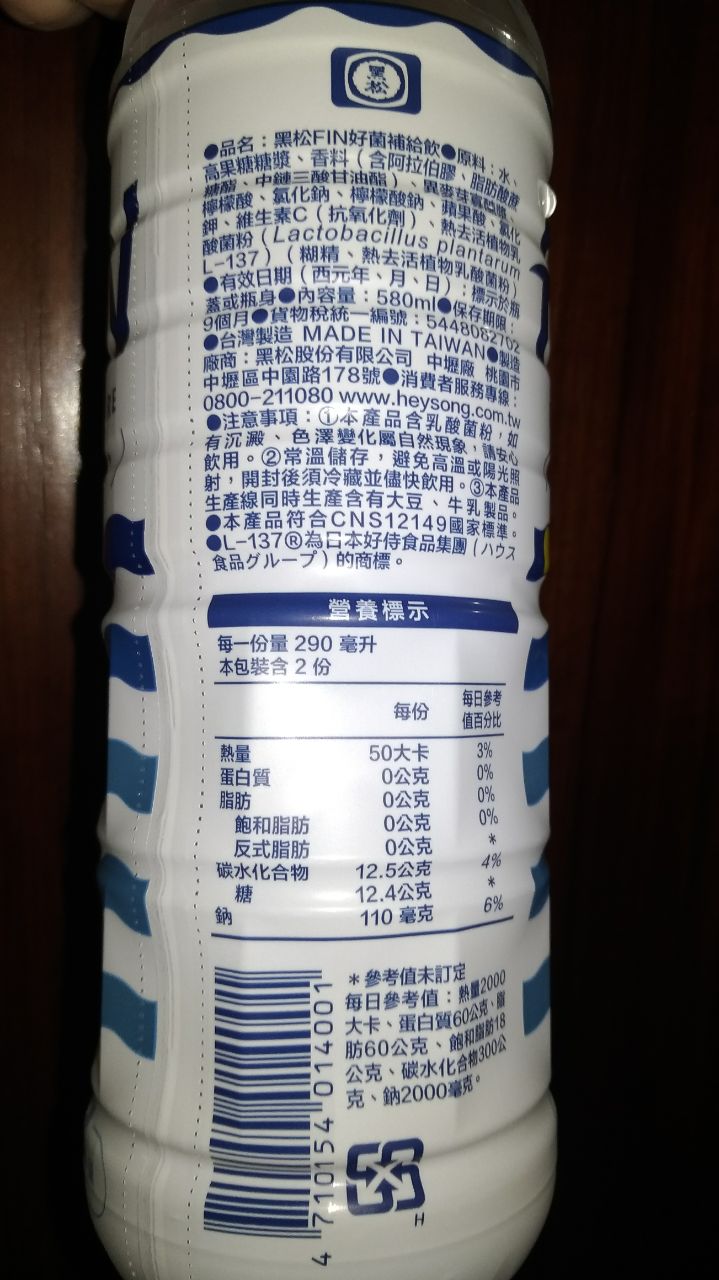 黑松
●品名：黑松FIN好菌補給飲●原料：水、
高果糖糖漿、香料（含阿拉伯膠、脂肪酸蔗
糖酯、中鏈三酸甘油酯）、異麥芽寡醣、
檸檬酸、氯化鈉、檸檬酸鈉、蘋果酸、氯化
鉀、維生素C（抗氧化劑）、熱去活植物乳
酸菌粉（Lactobacillus plantarum
L-137）（糊精、熱去活植物乳酸菌粉）
●有效日期（西元年、月、日）：標示於瓶
蓋或瓶身●內容量：580ml●保存期限：
9個月●貨物稅統一編號：5448082702
●台灣製造 MADE IN TAIWAN●製造
廠商：黑松股份有限公司 中壢廠 桃園市
中壢區中園路178號●消費者服務專線：
0800-211080 www.heysong.com.tw
●注意事項：①本產品含乳酸菌粉，如
有沉澱、色澤變化屬自然現象，請安心
飲用。②常溫儲存，避免高溫或陽光照
射，開封後須冷藏並儘快飲用。③本產品
生產線同時生產含有大豆、牛乳製品。
●本產品符合CNS12149國家標準。
●L-137®為日本好侍食品集團（ハウス
食品グループ）的商標。
營養標示
每一份量 290 毫升
本包裝含 2 份
每份 每日參考值百分比
熱量 50大卡 3%
蛋白質 0公克 0%
脂肪 0公克 0%
飽和脂肪 0公克 0%
反式脂肪 0公克 *
碳水化合物 12.5公克 4%
糖 12.4公克 *
鈉 110 毫克 6%
＊參考值未訂定
每日參考值：熱量2000
大卡、蛋白質60公克、脂
肪60公克、飽和脂肪18
公克、碳水化合物300公
克、鈉2000毫克。
4 710154 014001
H